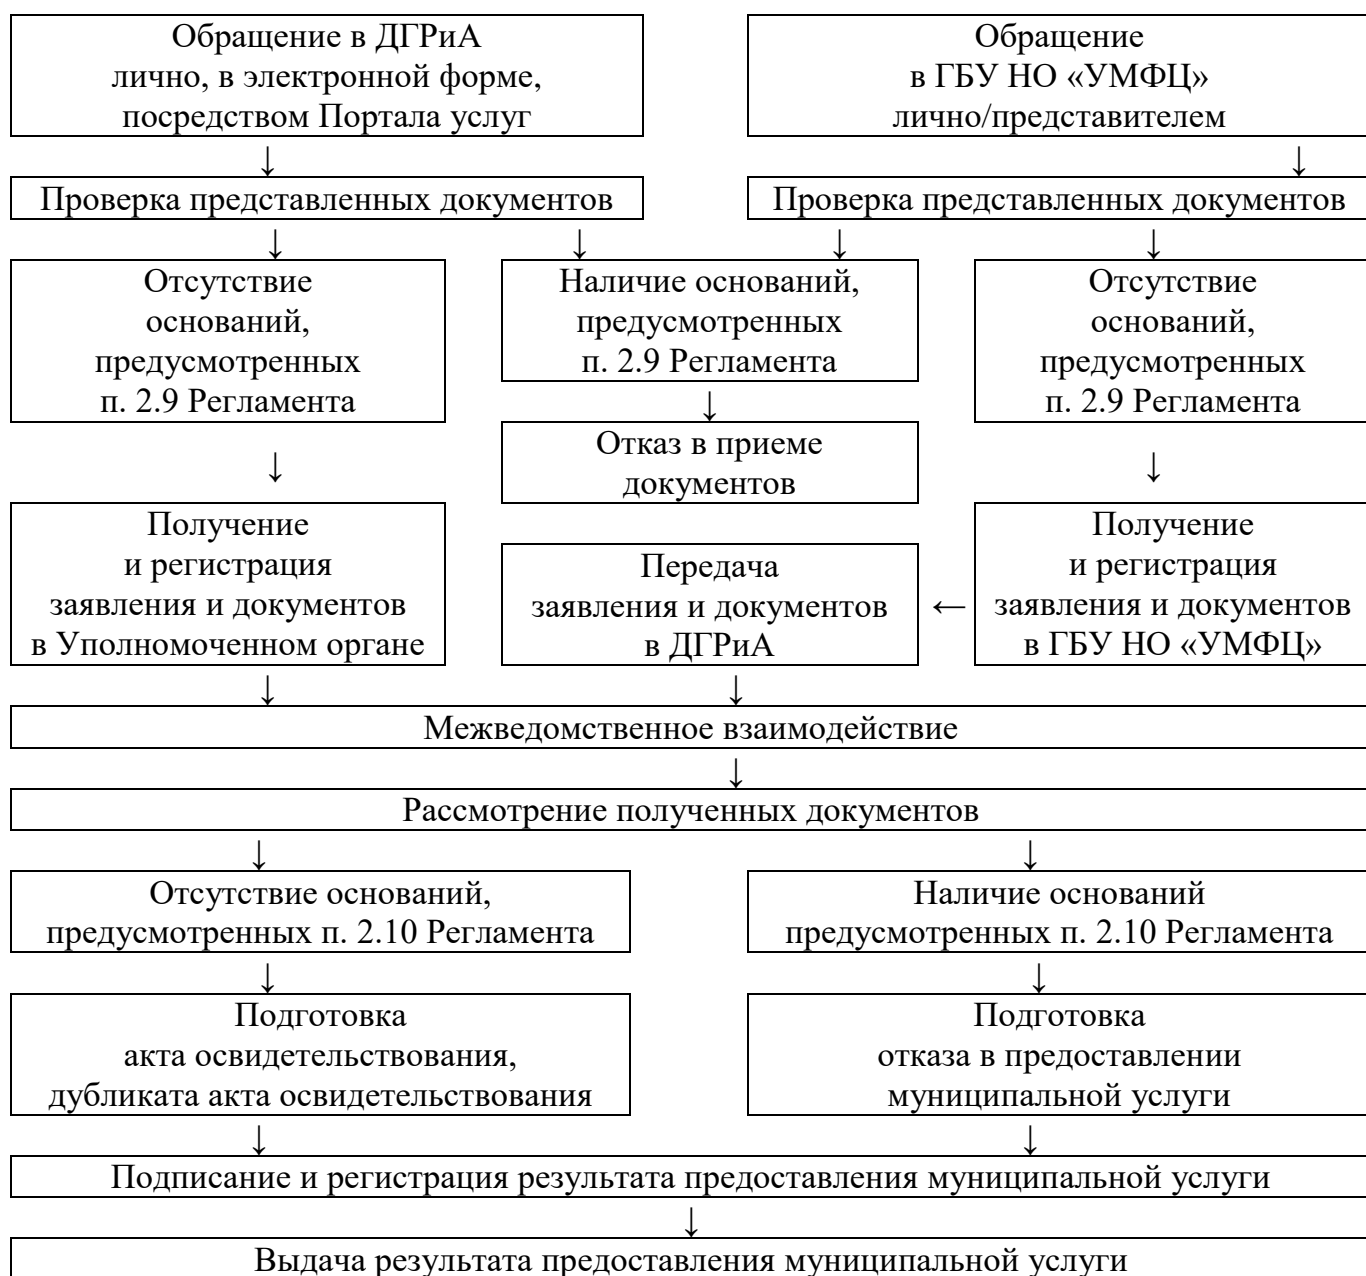 Обращение в ДГРиА
лично, в электронной форме,
посредством Портала услуг
Обращение
в ГБУ НО «УМФЦ»
лично/представителем
↓
↓
Проверка представленных документов
Проверка представленных документов
↓
↓
↓
↓
Отсутствие
оснований,
предусмотренных
п. 2.9 Регламента
Наличие оснований,
предусмотренных
п. 2.9 Регламента
Отсутствие
оснований,
предусмотренных
п. 2.9 Регламента
↓
Отказ в приеме
документов
↓
↓
Получение
и регистрация
заявления и документов
в Уполномоченном органе
Передача
заявления и документов
в ДГРиА
←
Получение
и регистрация
заявления и документов
в ГБУ НО «УМФЦ»
↓
↓
Межведомственное взаимодействие
↓
Рассмотрение полученных документов
↓
↓
Отсутствие оснований,
предусмотренных п. 2.10 Регламента
Наличие оснований
предусмотренных п. 2.10 Регламента
↓
↓
Подготовка
акта освидетельствования,
дубликата акта освидетельствования
Подготовка
отказа в предоставлении
муниципальной услуги
↓
↓
Подписание и регистрация результата предоставления муниципальной услуги
↓
Выдача результата предоставления муниципальной услуги